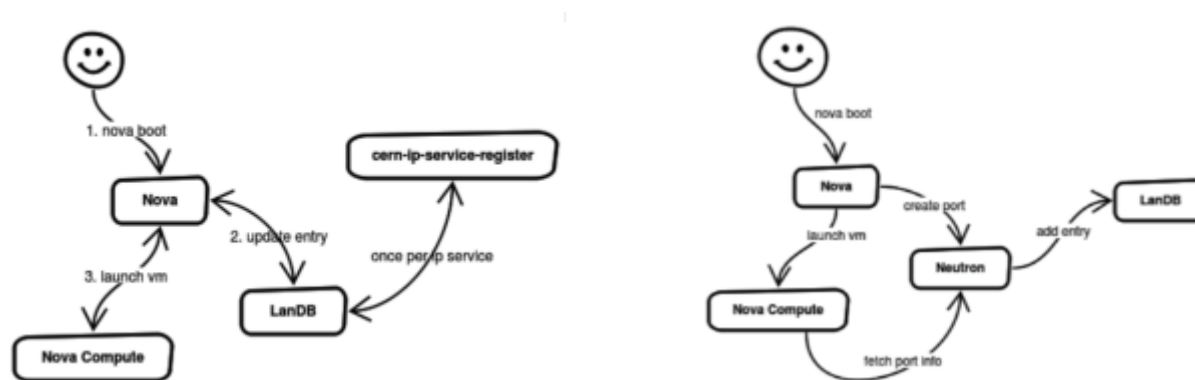 1. nova boot
cern-ip-service-register
Nova
2. update entry
once per ip service
3. launch vm
LanDB
Nova Compute
nova boot
Nova
create port
LanDB
launch vm
add entry
Neutron
Nova Compute
fetch port info